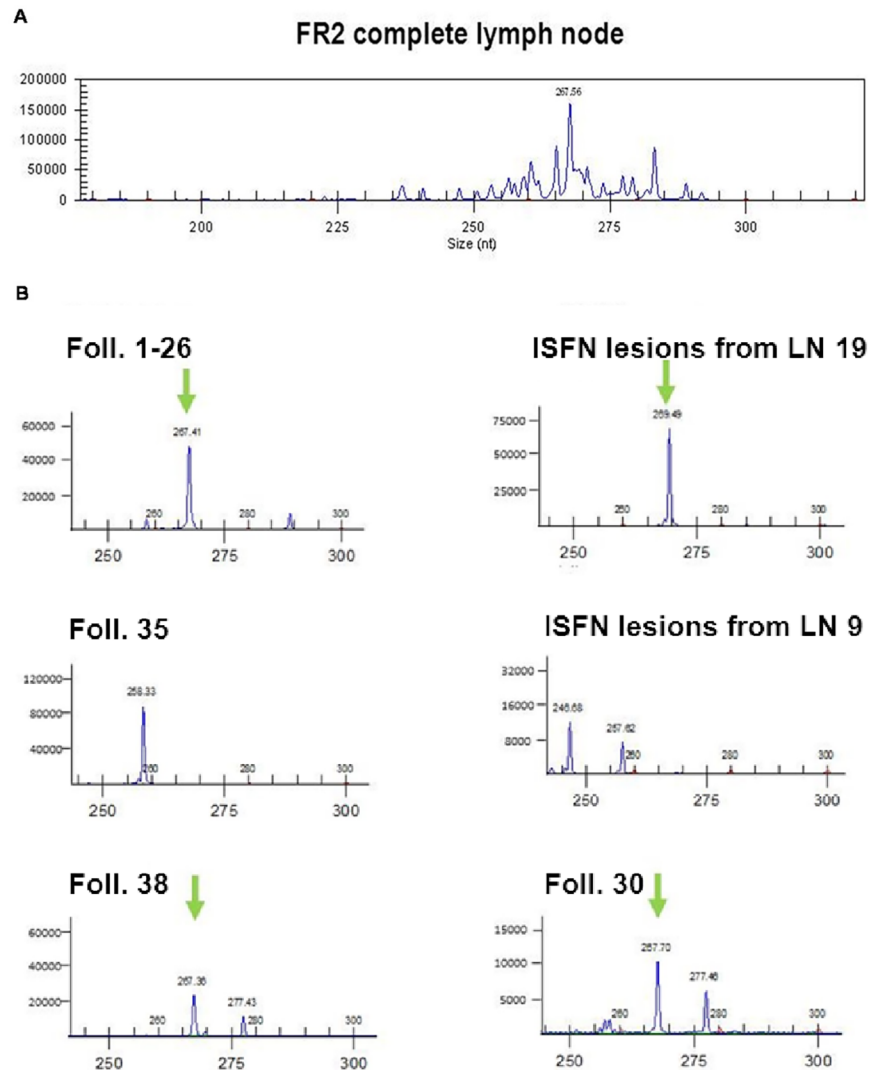 A
FR2 complete lymph node
200000
150000
100000
50000
0
267.56
200 225 250 275 300
Size (nt)
B
Foll. 1-26
60000
40000
20000
267.41
260 280 300
250 275 300
ISFN lesions from LN 19
75000
50000
25000
269.49
260 280 300
250 275 300
Foll. 35
120000
80000
40000
258.33
260 280 300
250 275 300
ISFN lesions from LN 9
32000
16000
8000
246.68
257.62
260 280 300
250 275 300
Foll. 38
60000
40000
20000
267.36
277.43
260 280 300
250 275 300
Foll. 30
15000
10000
5000
267.70
277.46
260 280 300
250 275 300